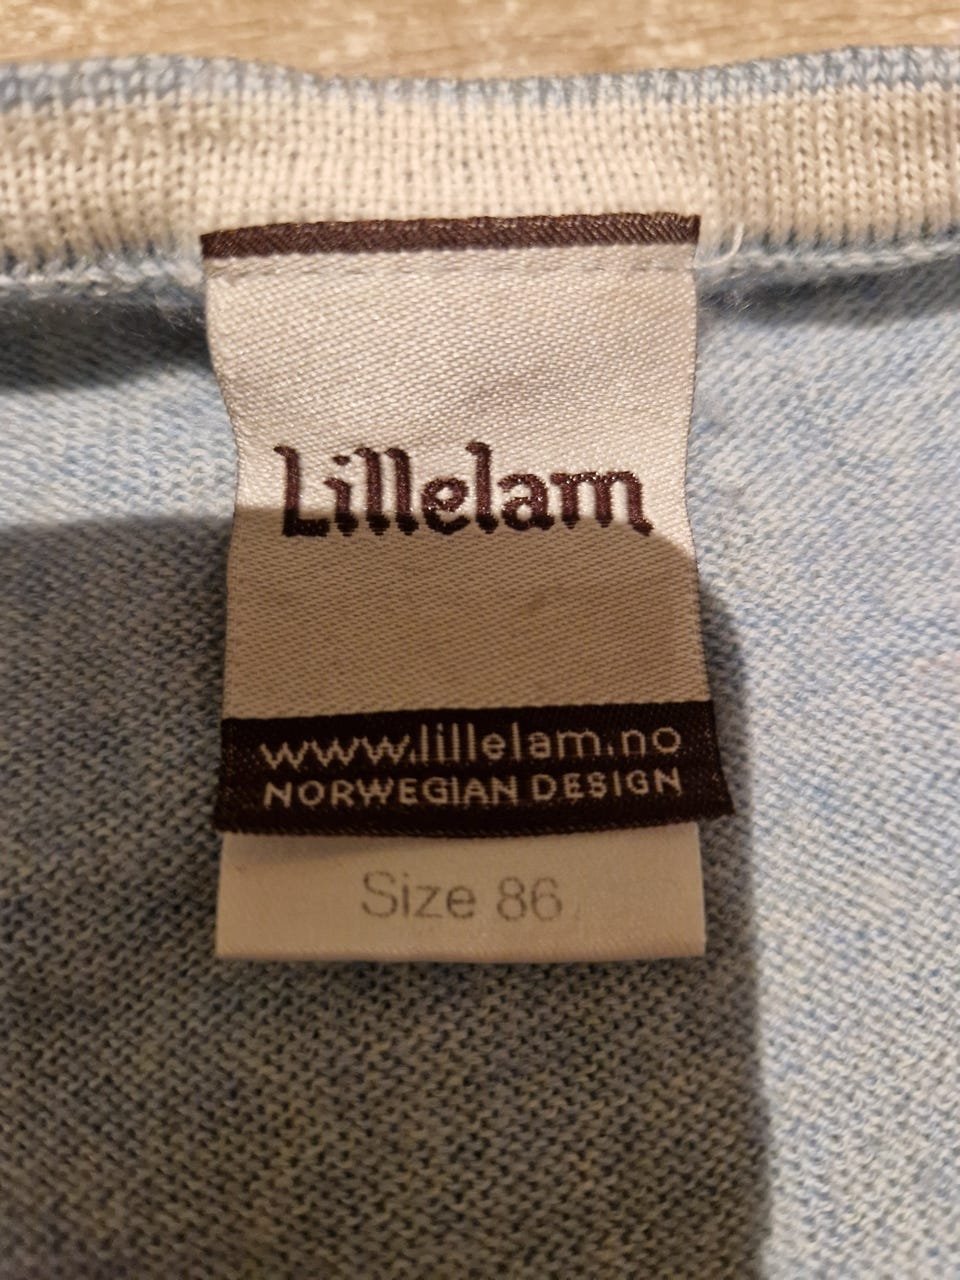 Lillelam
www.lillelam.no
NORWEGIAN DESIGN
Size 86